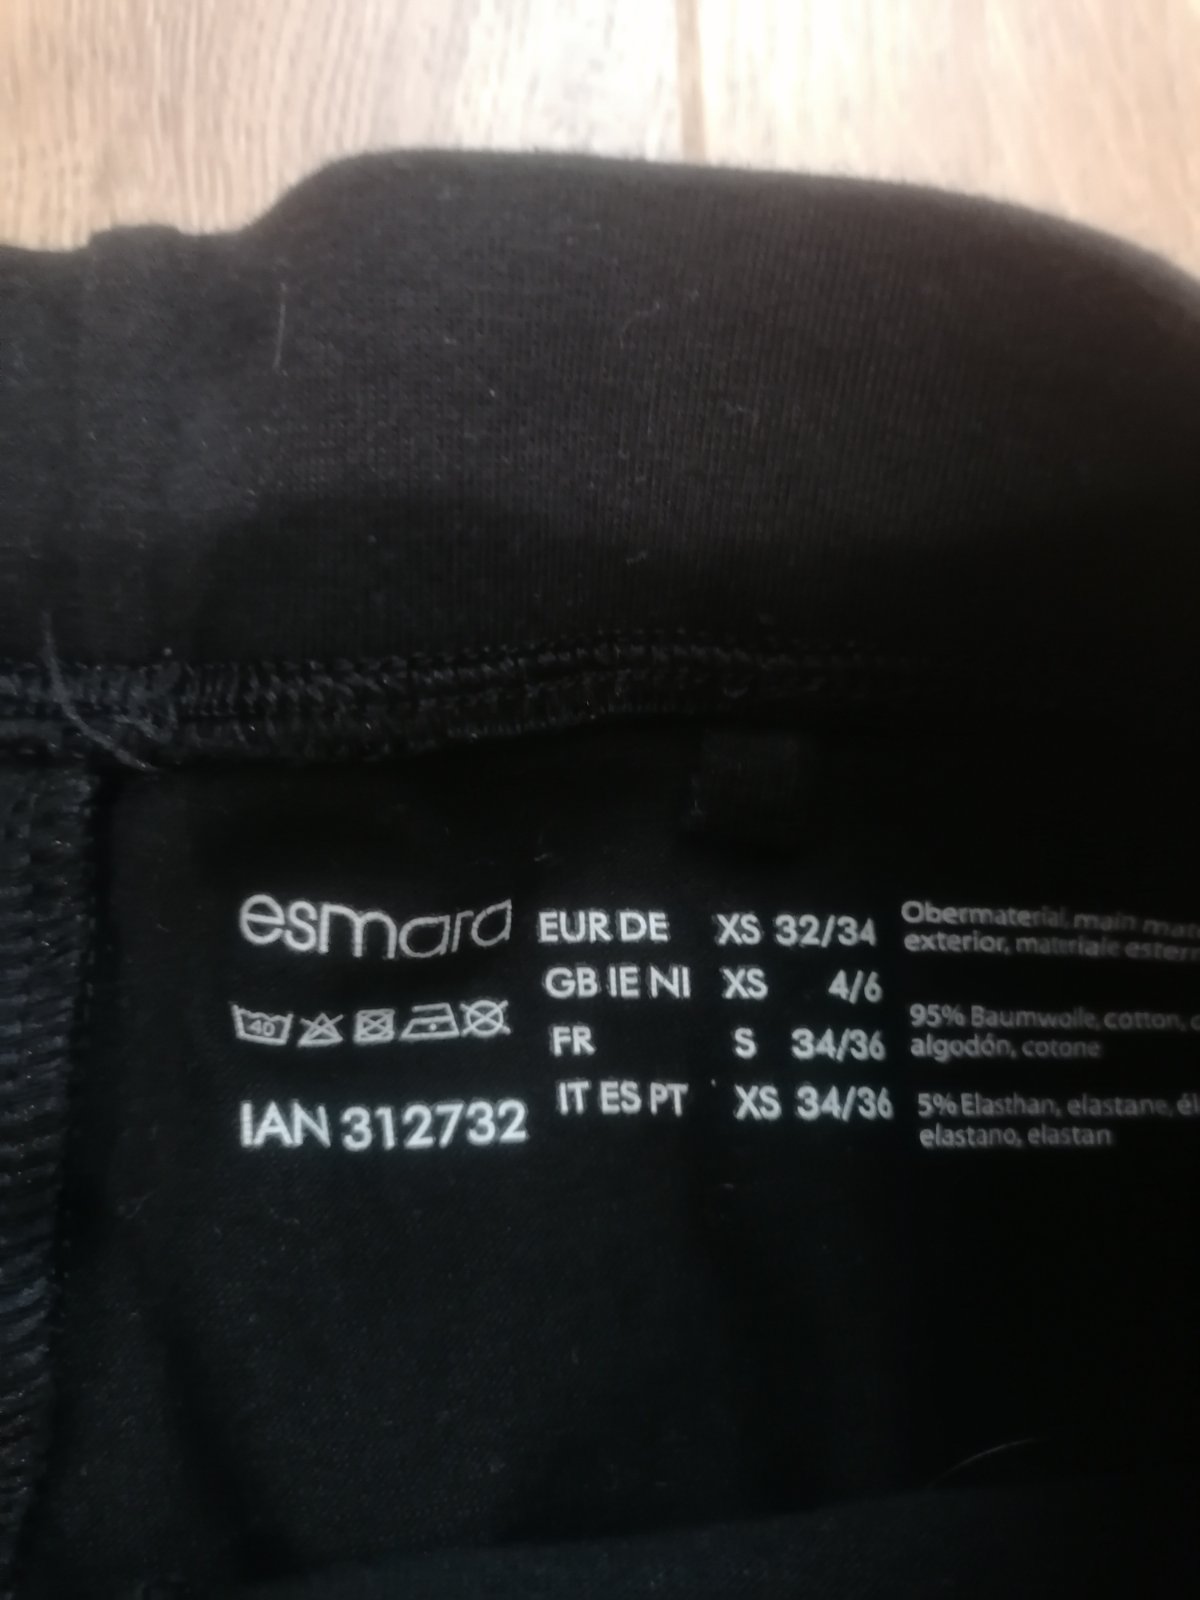 esmara
40
IAN 312732
EUR DE XS 32/34
GB IE NI XS 4/6
FR S 34/36
IT ES PT XS 34/36
Obermaterial, main
exterior, materiale
95% Baumwolle, cotton,
algodón, cotone
5% Elasthan, elastane,
elastano, elastan